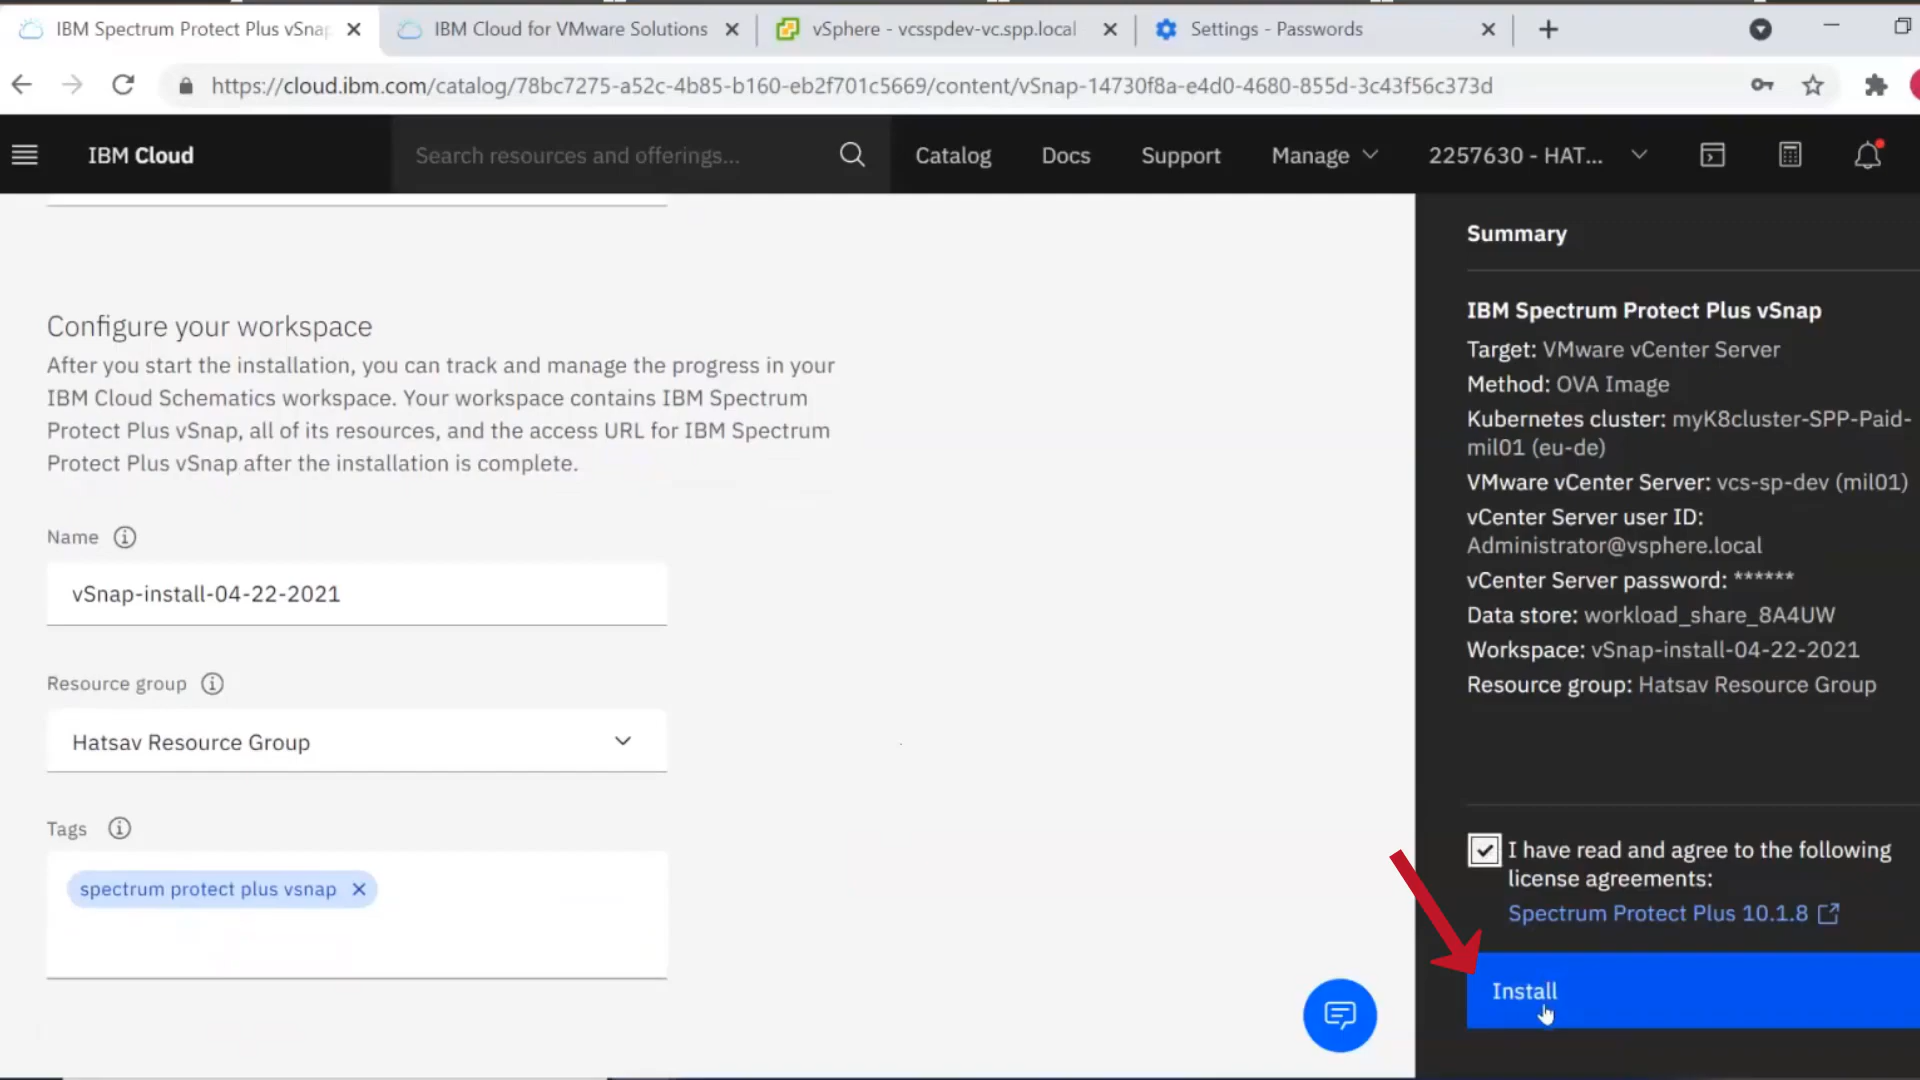 IBM Spectrum Protect Plus vSnap
IBM Cloud for VMware Solutions
vSphere - vcsspdev-vc.spp.local
Settings - Passwords
https://cloud.ibm.com/catalog/78bc7275-a52c-4b85-b160-eb2f701c5669/content/vSnap-14730f8a-e4d0-4680-855d-3c43f56c373d
IBM Cloud
Search resources and offerings...
Catalog
Docs
Support
Manage
2257630 - HAT...
Configure your workspace
After you start the installation, you can track and manage the progress in your
IBM Cloud Schematics workspace. Your workspace contains IBM Spectrum
Protect Plus vSnap, all of its resources, and the access URL for IBM Spectrum
Protect Plus vSnap after the installation is complete.
Name
vSnap-install-04-22-2021
Resource group
Hatsav Resource Group
Tags
spectrum protect plus vsnap
Summary
IBM Spectrum Protect Plus vSnap
Target: VMware vCenter Server
Method: OVA Image
Kubernetes cluster: myK8cluster-SPP-Paid-
mil01 (eu-de)
VMware vCenter Server: vcs-sp-dev (mil01)
vCenter Server user ID:
Administrator@vsphere.local
vCenter Server password: ******
Data store: workload_share_8A4UW
Workspace: vSnap-install-04-22-2021
Resource group: Hatsav Resource Group
I have read and agree to the following
license agreements:
Spectrum Protect Plus 10.1.8
Install